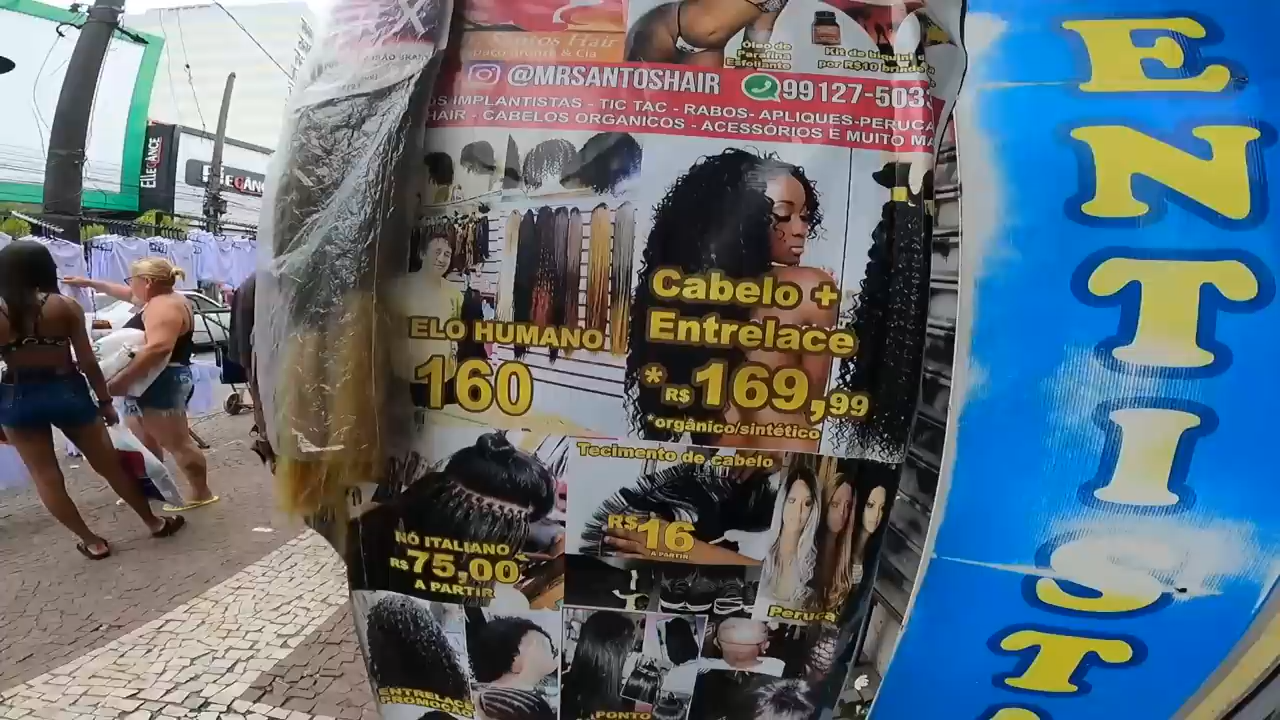 X
Santos Hair
Óleo de
Parafina
Esfoliante
Kit de biquini
por R$10 brinde
@MRSANTOSHAIR
99127-503
IMPLANTISTAS - TIC TAC - RABOS- APLIQUES-PERUCA
HAIR - CABELOS ORGANICOS - ACESSÓRIOS E MUITO MA
ELEGANCE
ELO HUMANO
160
Cabelo +
Entrelace
*R$169,99
*orgânico/sintético
NÓ ITALIANO
R$75,00
A PARTIR
Tecimento de cabelo
R$16
A PARTIR
Peruca
ENTRELACE
PROMOÇÃO
PONTO
ENTIST